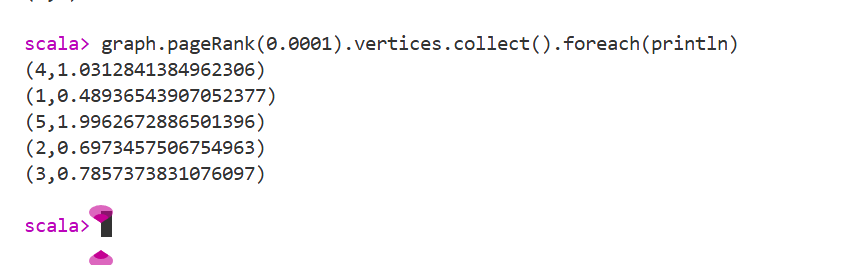 scala> graph.pageRank(0.0001).vertices.collect().foreach(println)
(4,1.0312841384962306)
(1,0.48936543907052377)
(5,1.9962672886501396)
(2,0.6973457506754963)
(3,0.7857373831076097)
scala>